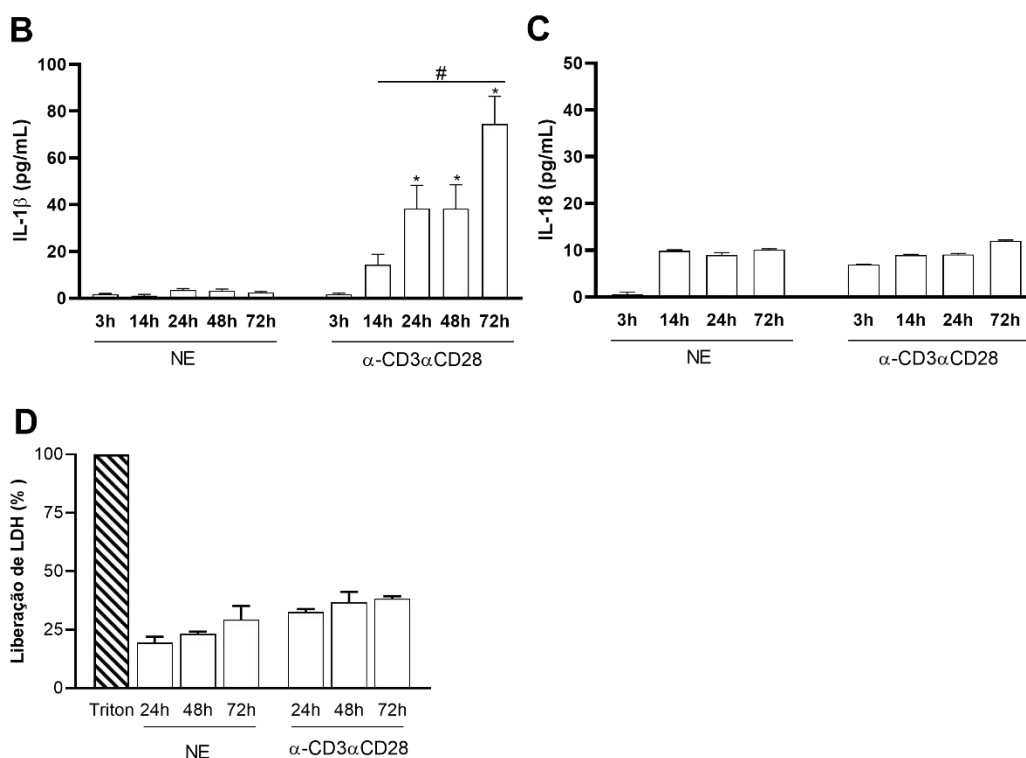 B
IL-1β (pg/mL)
100
80
60
40
20
0
#
*
*
*
3h 14h 24h 48h 72h
3h 14h 24h 48h 72h
NE
α-CD3αCD28
C
IL-18 (pg/mL)
50
40
30
20
10
0
3h 14h 24h 72h
3h 14h 24h 72h
NE
α-CD3αCD28
D
Liberação de LDH (% )
100
75
50
25
0
Triton 24h 48h 72h
24h 48h 72h
NE
α-CD3αCD28